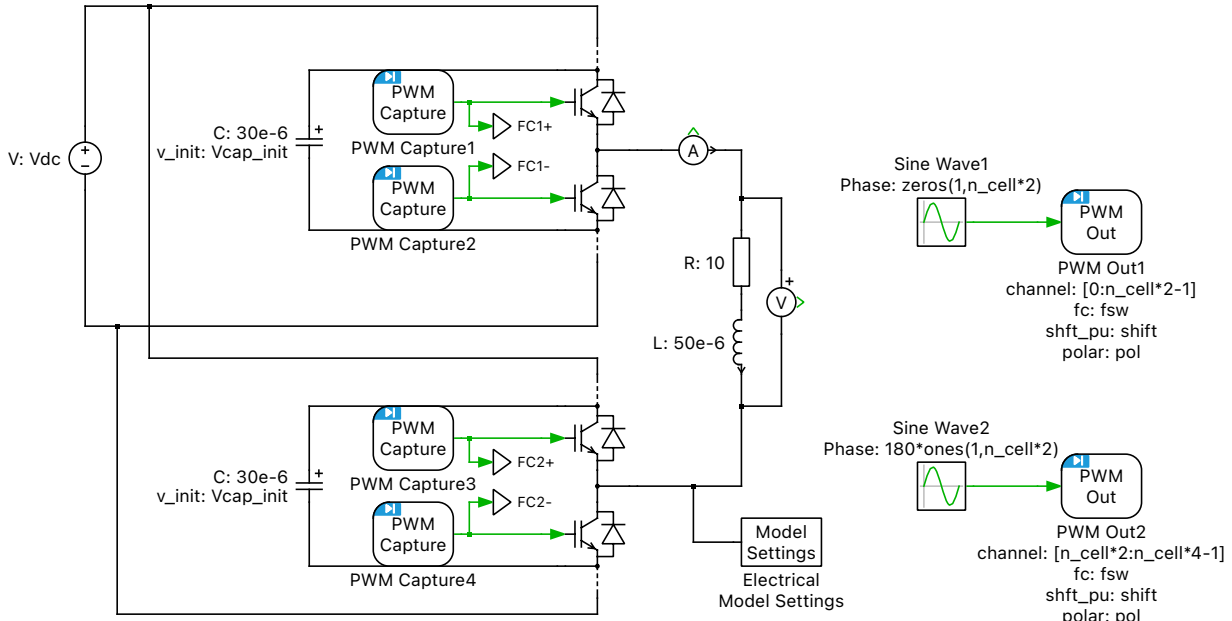 V: Vdc
C: 30e-6
v_init: Vcap_init
+
PWM
Capture
PWM Capture1
FC1+
FC1-
PWM
Capture
PWM Capture2
A
R: 10
L: 50e-6
+
V
C: 30e-6
v_init: Vcap_init
+
PWM
Capture
PWM Capture3
FC2+
FC2-
PWM
Capture
PWM Capture4
Model
Settings
Electrical
Model Settings
Sine Wave1
Phase: zeros(1,n_cell*2)
PWM
Out
PWM Out1
channel: [0:n_cell*2-1]
fc: fsw
shft_pu: shift
polar: pol
Sine Wave2
Phase: 180*ones(1,n_cell*2)
PWM
Out
PWM Out2
channel: [n_cell*2:n_cell*4-1]
fc: fsw
shft_pu: shift
polar: pol